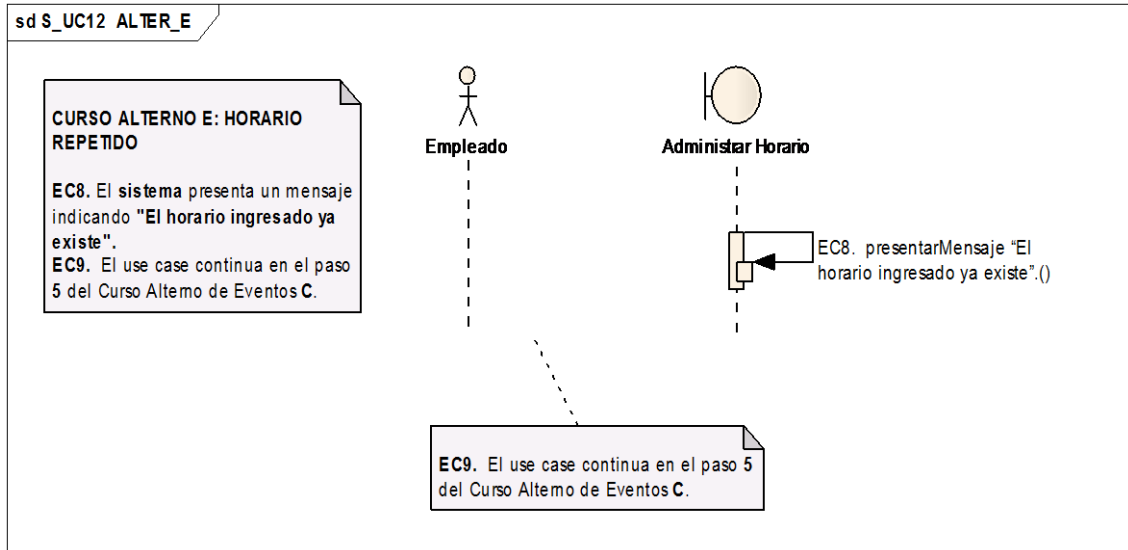 sd S_UC12 ALTER_E
CURSO ALTERNO E: HORARIO
REPETIDO
EC8. El sistema presenta un mensaje
indicando "El horario ingresado ya
existe".
EC9. El use case continua en el paso
5 del Curso Alterno de Eventos C.
Empleado
Administrar Horario
EC8. presentarMensaje “El
horario ingresado ya existe”.()
EC9. El use case continua en el paso 5
del Curso Alterno de Eventos C.